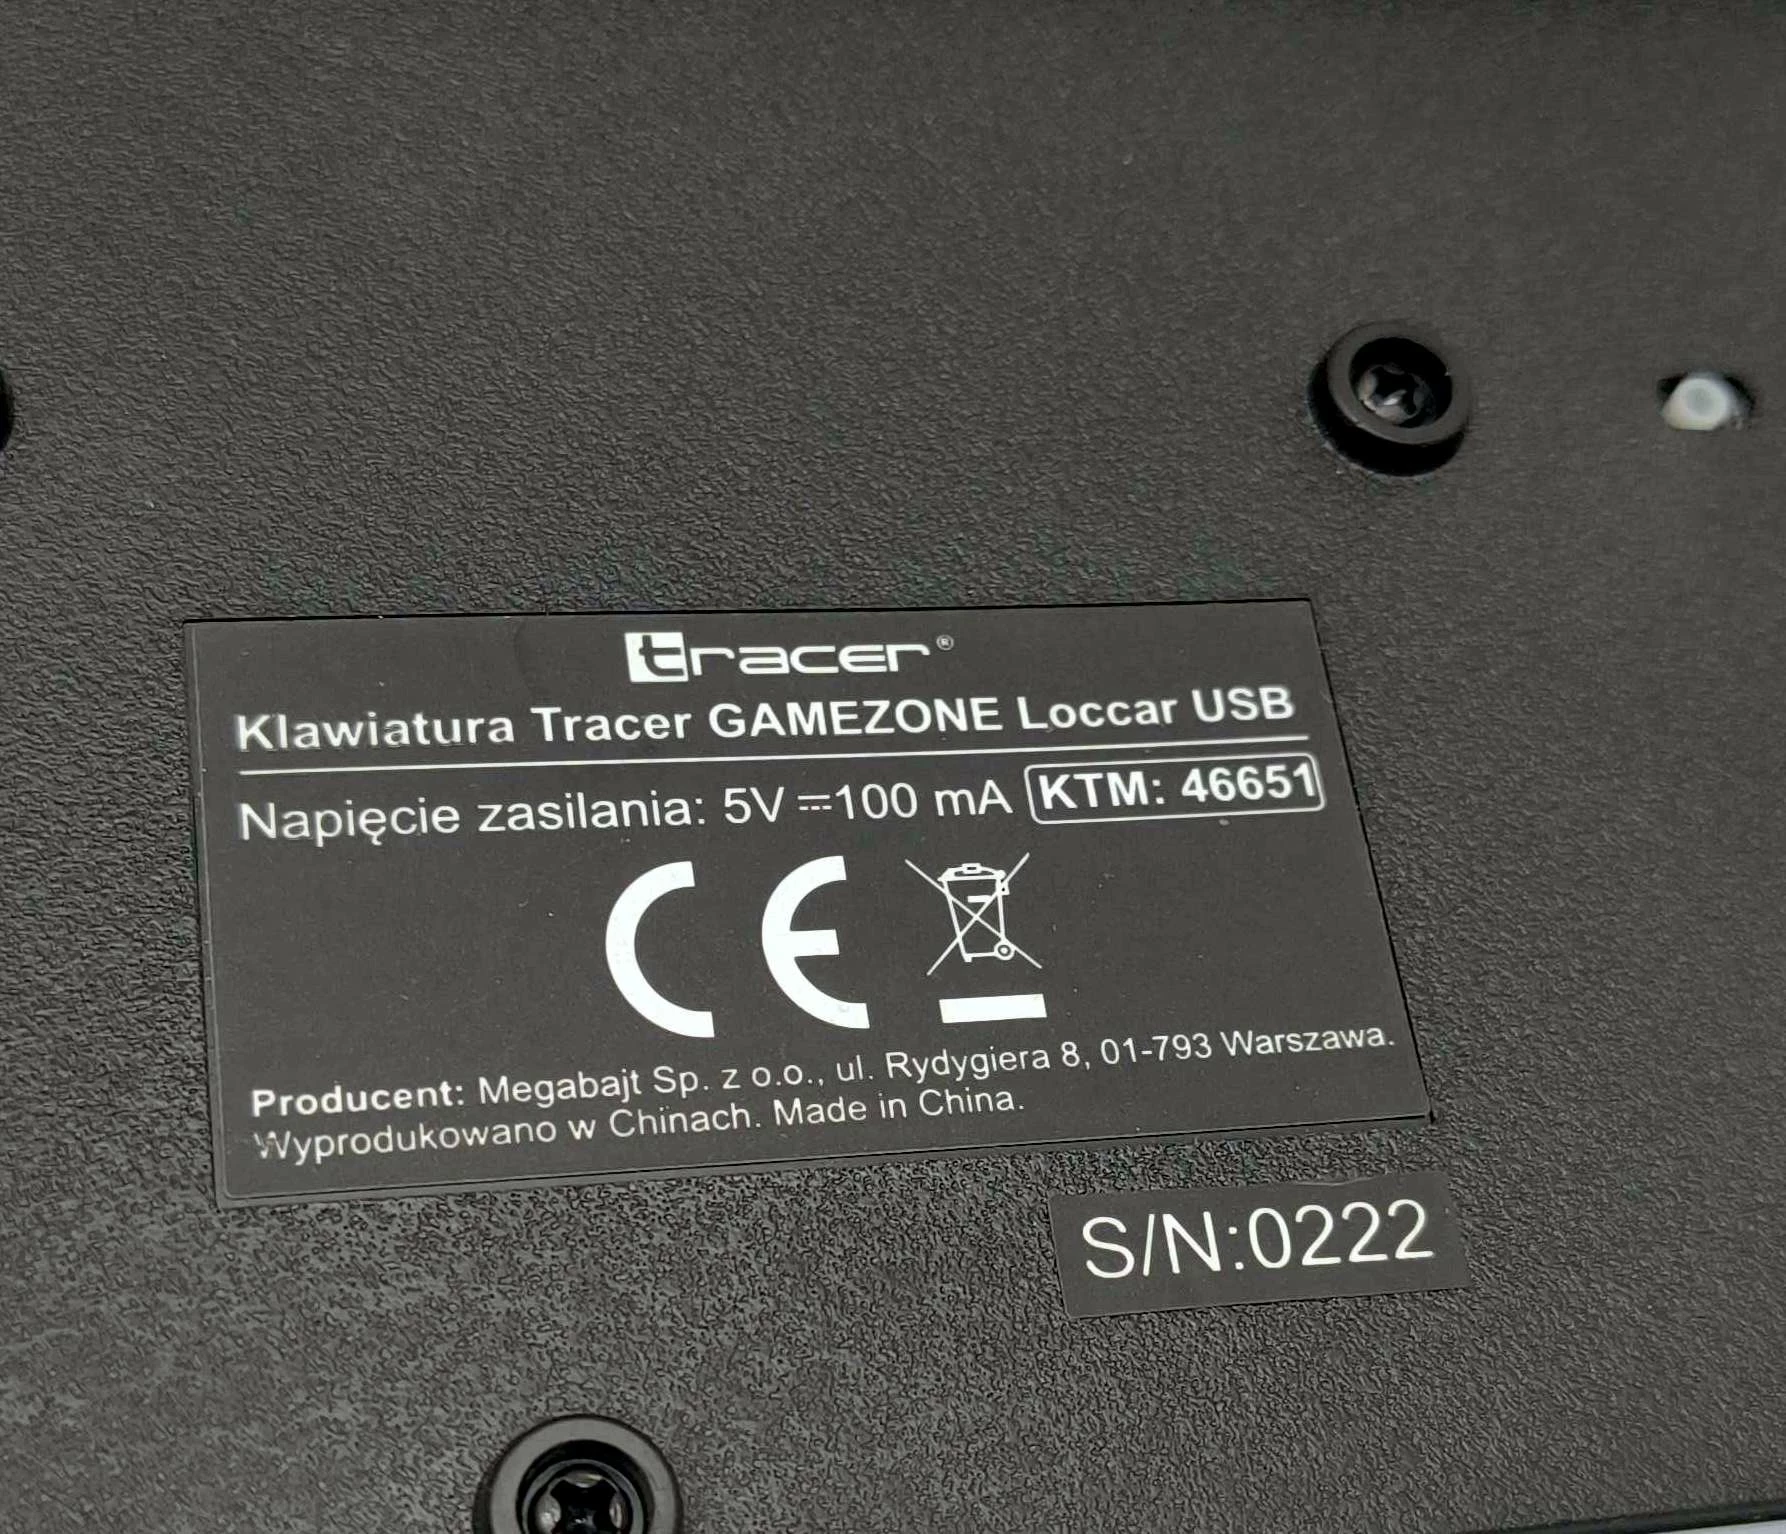 tracer®
Klawiatura Tracer GAMEZONE Loccar USB
Napięcie zasilania: 5V ⎓100 mA KTM: 46651
CE
Producent: Megabajt Sp. z o.o., ul. Rydygiera 8, 01-793 Warszawa.
Wyprodukowano w Chinach. Made in China.
S/N:0222